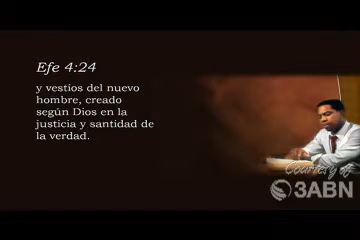 Efe 4:24
y vestíos del nuevo
hombre, creado
según Dios en la
justicia y santidad de
la verdad.
Courtesy of
3ABN